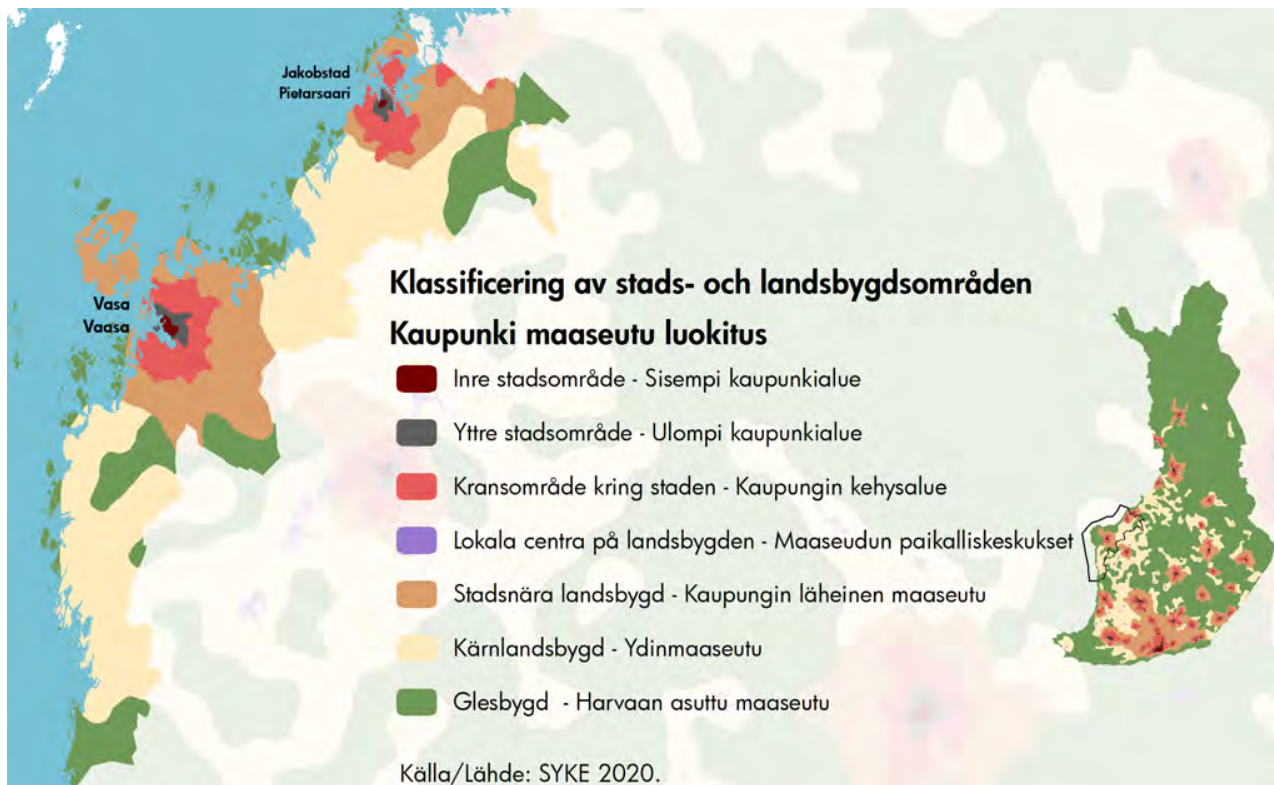 Jakobstad
Pietarsaari
Vasa
Vaasa
Klassificering av stads- och landsbygdsområden
Kaupunki maaseutu luokitus
Inre stadsområde - Sisempi kaupunkialue
Yttre stadsområde - Ulompi kaupunkialue
Kransområde kring staden - Kaupungin kehysalue
Lokala centra på landsbygden - Maaseudun paikalliskeskukset
Stadsnära landsbygd - Kaupungin läheinen maaseutu
Kärnlandsbygd - Ydinmaaseutu
Glesbygd - Harvaan asuttu maaseutu
Källa/Lähde: SYKE 2020.